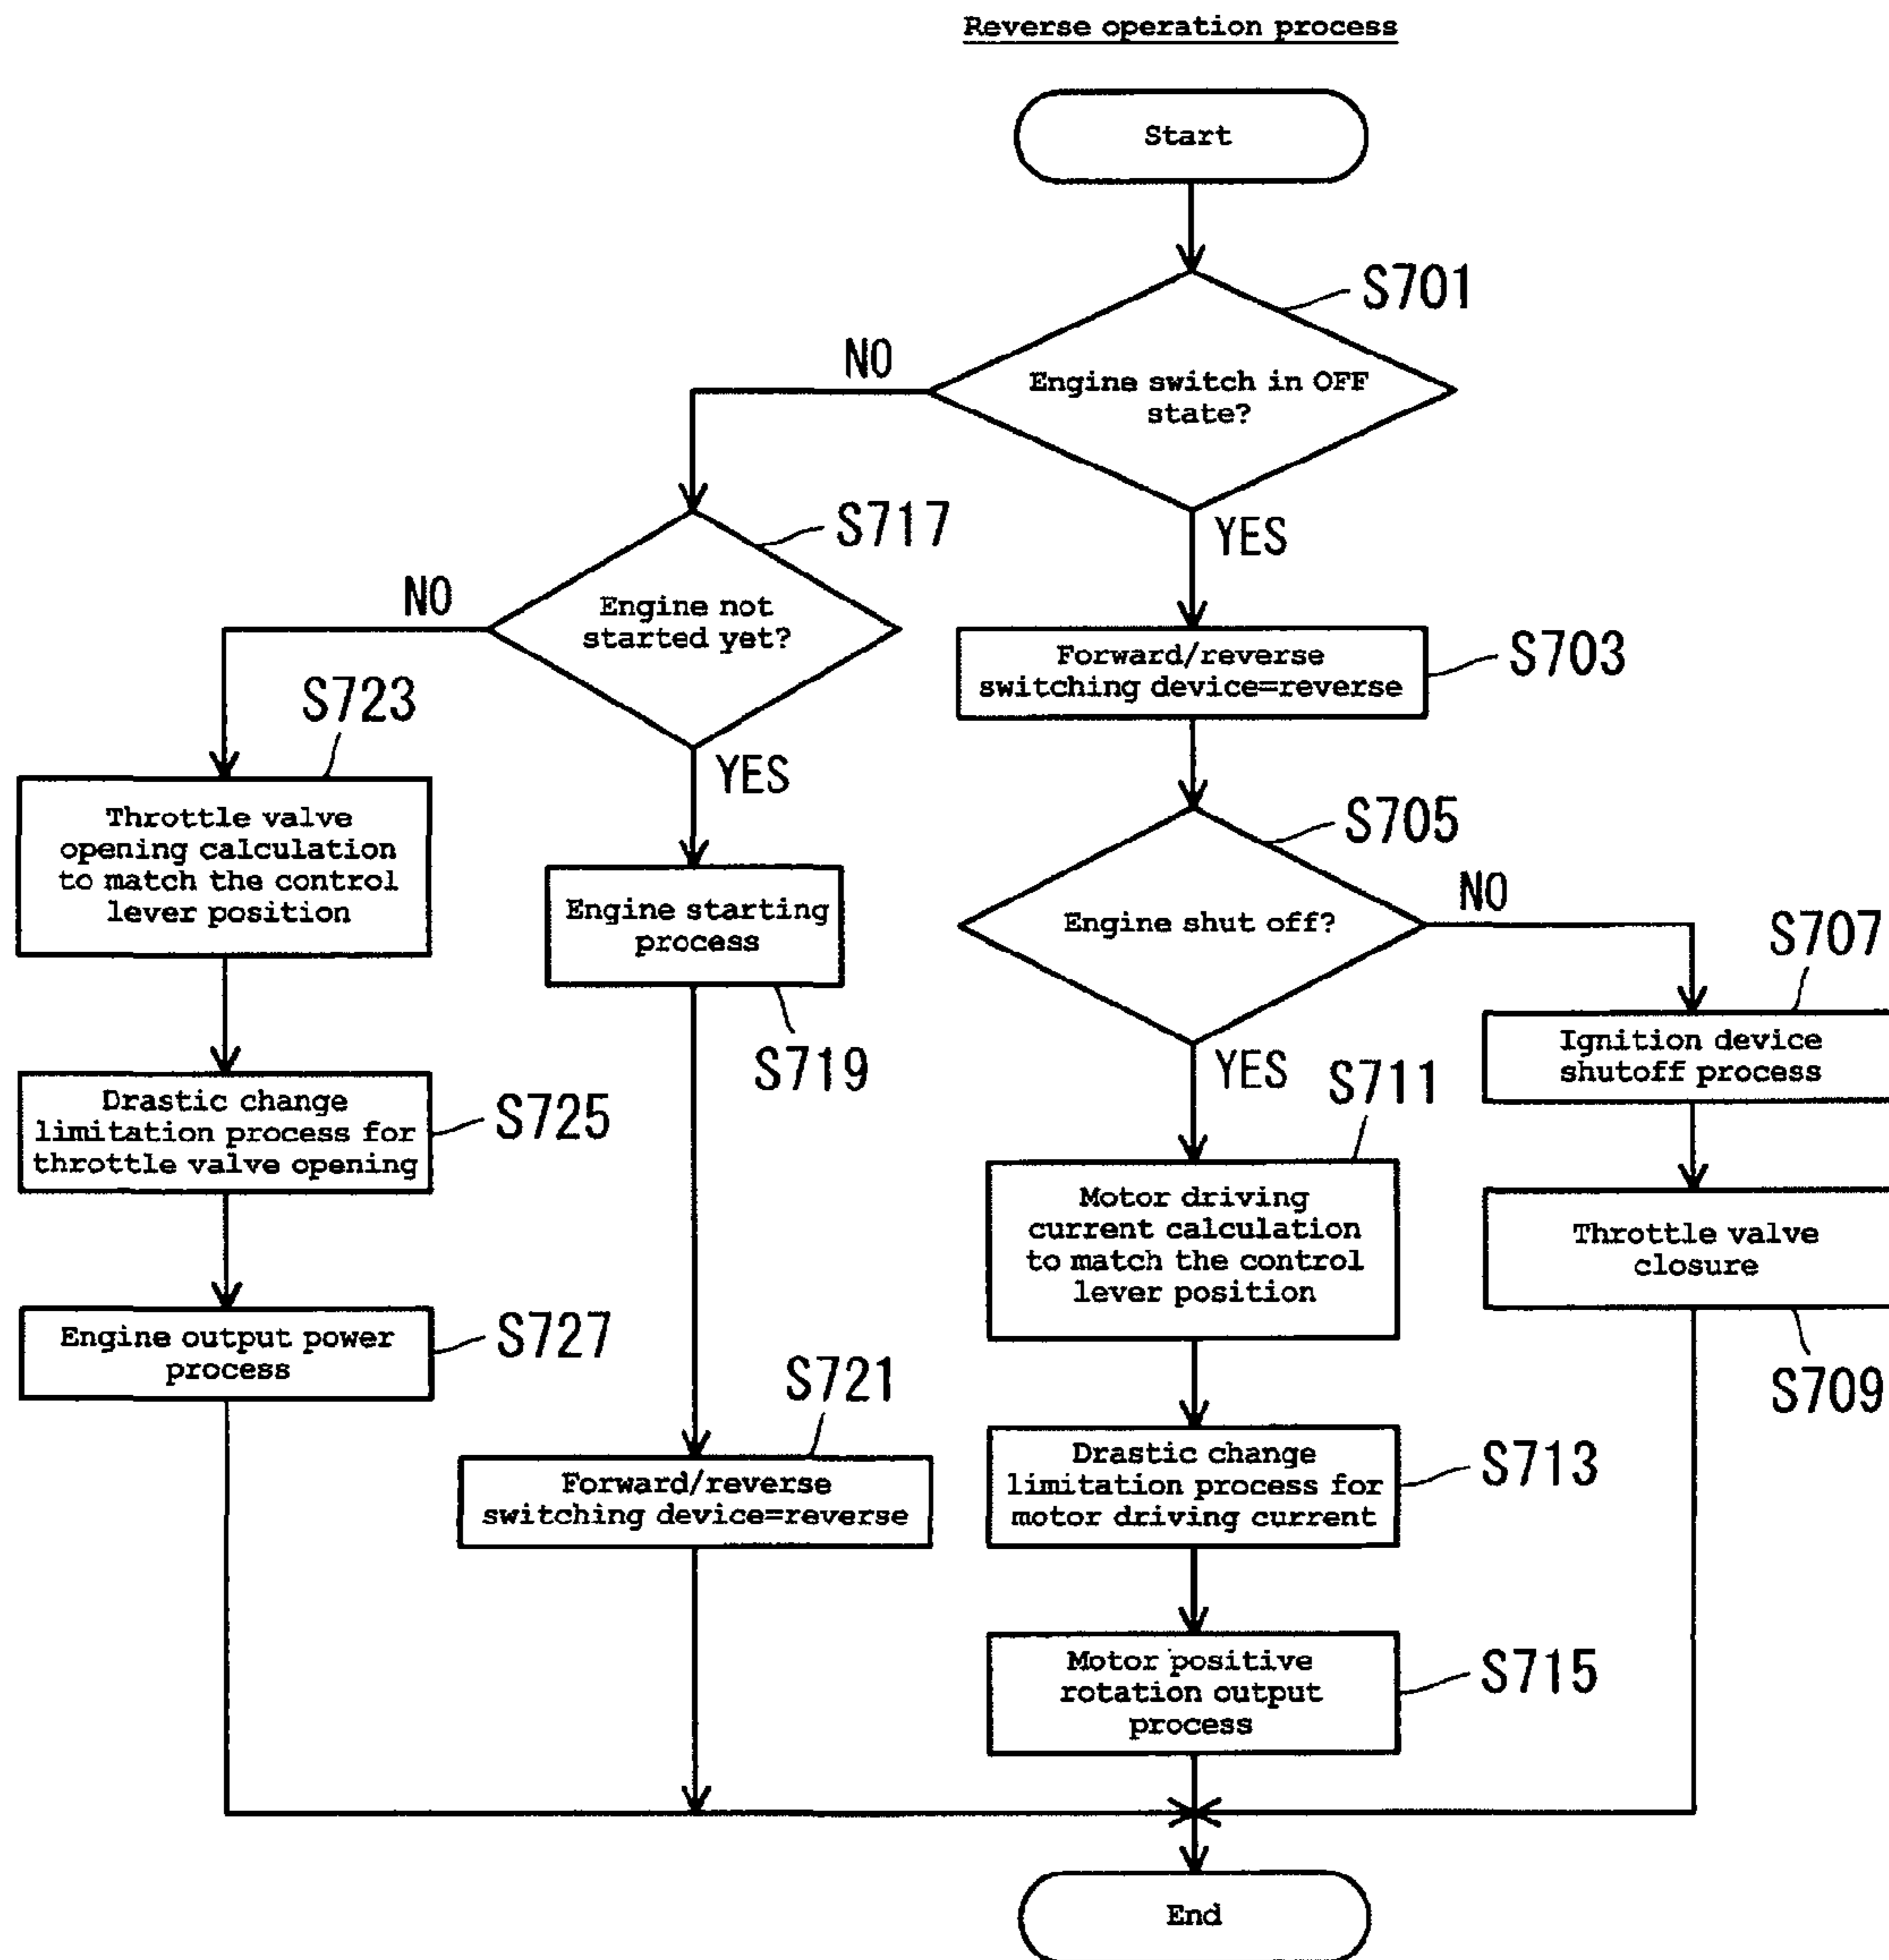 Reverse operation process
Start
S701
Engine switch in OFF
state?
NO
YES
S717
Engine not
started yet?
NO
YES
Forward/reverse
switching device=reverse
S703
S723
Throttle valve
opening calculation
to match the control
lever position
Engine starting
process
S719
S705
Engine shut off?
NO
YES
S707
Ignition device
shutoff process
S711
Motor driving
current calculation
to match the control
lever position
Throttle valve
closure
S709
Drastic change
limitation process for
throttle valve opening
S725
Engine output power
process
S727
S721
Forward/reverse
switching device=reverse
Drastic change
limitation process for
motor driving current
S713
Motor positive
rotation output
process
S715
End